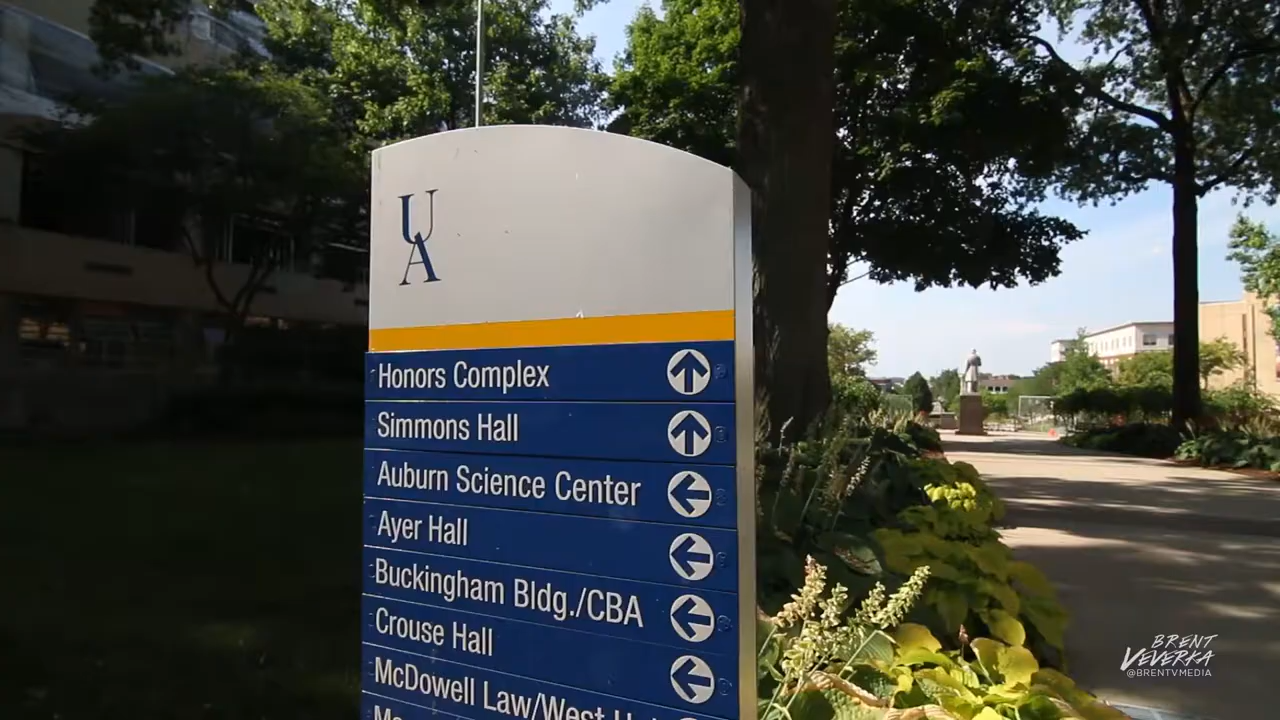 UA
Honors Complex
Simmons Hall
Auburn Science Center
Ayer Hall
Buckingham Bldg./CBA
Crouse Hall
McDowell Law/West
BRENT
VEVERKA
@BRENTVMEDIA